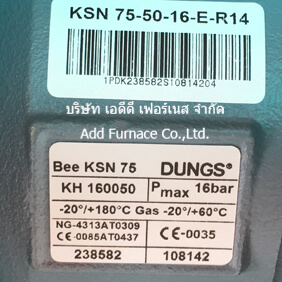 KSN 75-50-16-E-R14
1PDK238582S10814204
บริษัท เอดีดี เฟอร์เนส จำกัด
Add Furnace Co.,Ltd.
Bee KSN 75 DUNGS®
KH 160050 Pmax 16bar
-20°/+180°C Gas -20°/+60°C
NG-4313AT0309
CE-0085AT0437 CE-0035
238582 108142